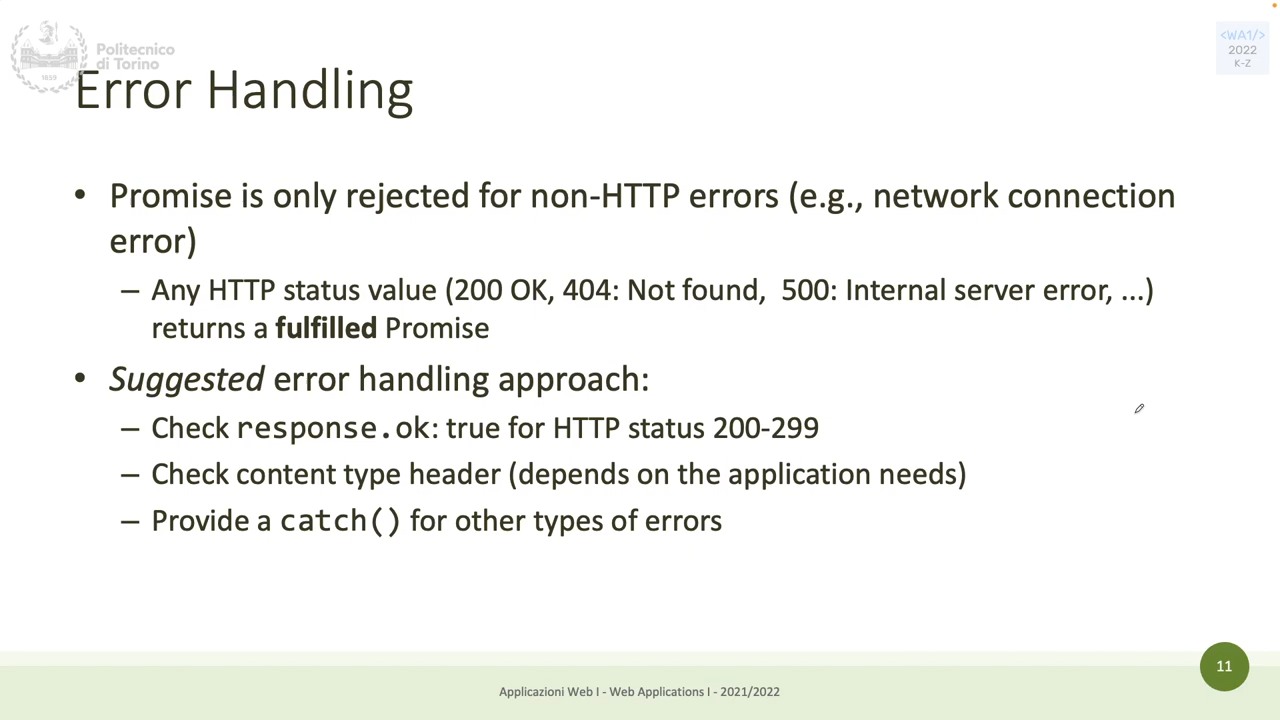 Politecnico
di Torino
1859
<WA1/>
2022
K-Z
Error Handling
• Promise is only rejected for non-HTTP errors (e.g., network connection
error)
– Any HTTP status value (200 OK, 404: Not found,  500: Internal server error, ...)
returns a fulfilled Promise
• Suggested error handling approach:
– Check response.ok: true for HTTP status 200-299
– Check content type header (depends on the application needs)
– Provide a catch() for other types of errors
11
Applicazioni Web I - Web Applications I - 2021/2022